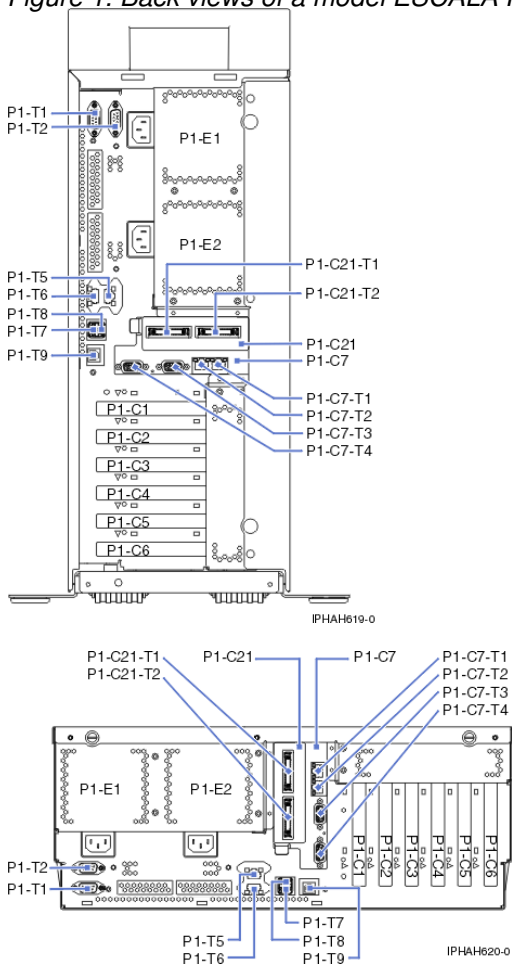 Figure 1. Back views of a model ESCALA
P1-T1
P1-T2
P1-E1
P1-E2
P1-T5
P1-T6
P1-T8
P1-T7
P1-T9
P1-C21-T1
P1-C21-T2
P1-C21
P1-C7
P1-C7-T1
P1-C7-T2
P1-C7-T3
P1-C7-T4
P1-C1
P1-C2
P1-C3
P1-C4
P1-C5
P1-C6
IPHAH619-0
P1-C21-T1 P1-C21 P1-C7 P1-C7-T1
P1-C21-T2 P1-C7-T2
P1-C7-T3
P1-C7-T4
P1-E1 P1-E2
P1-C1
P1-C2
P1-C3
P1-C4
P1-C5
P1-C6
P1-T2
P1-T1
P1-T5
P1-T6
P1-T7
P1-T8
P1-T9
IPHAH620-0